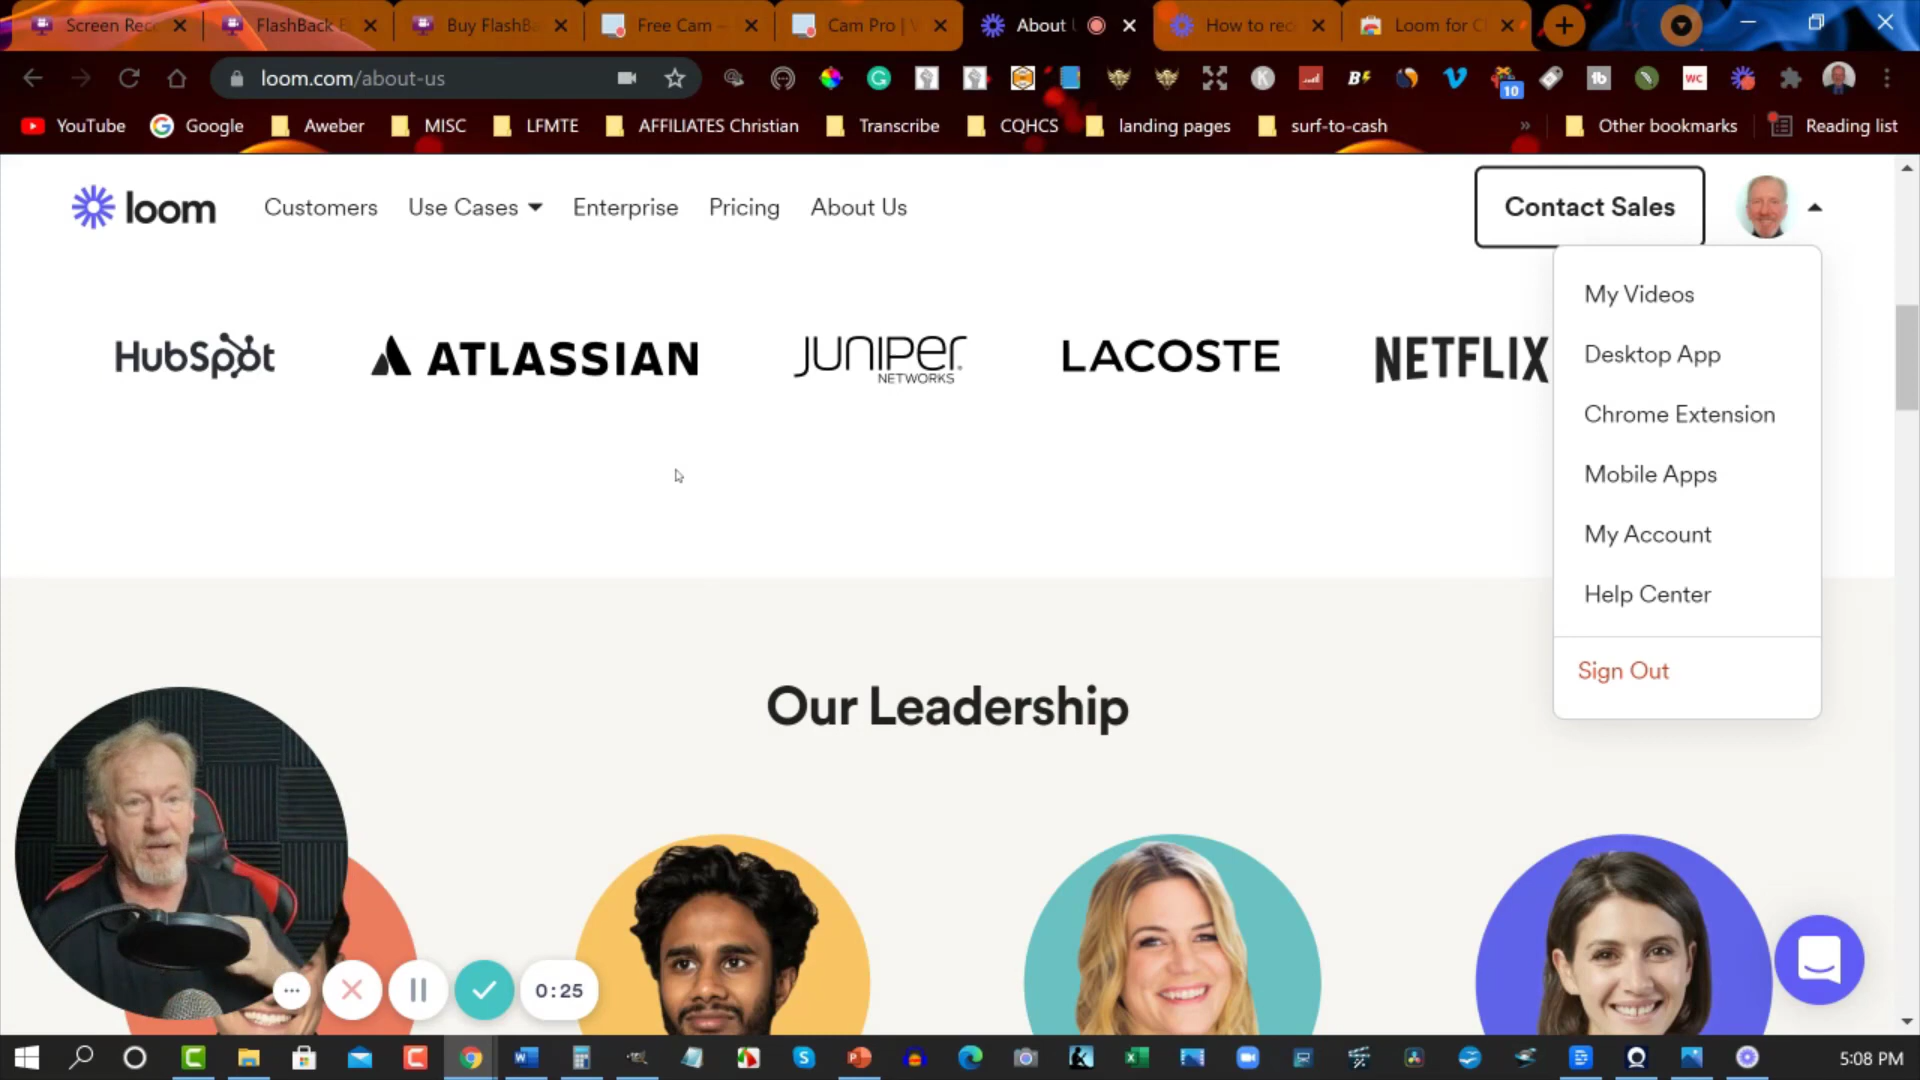 Screen Rec
FlashBack E
Buy FlashBa
Free Cam -
Cam Pro | V
About U
How to rec
Loom for C
loom.com/about-us
10
WC
YouTube
Google
Aweber
MISC
LFMTE
AFFILIATES Christian
Transcribe
CQHCS
landing pages
surf-to-cash
»
Other bookmarks
Reading list
loom
Customers
Use Cases
Enterprise
Pricing
About Us
Contact Sales
My Videos
Desktop App
Chrome Extension
Mobile Apps
My Account
Help Center
Sign Out
HubSpot
ATLASSIAN
JUNIPER
NETWORKS
LACOSTE
NETFLIX
Our Leadership
0:25
5:08 PM